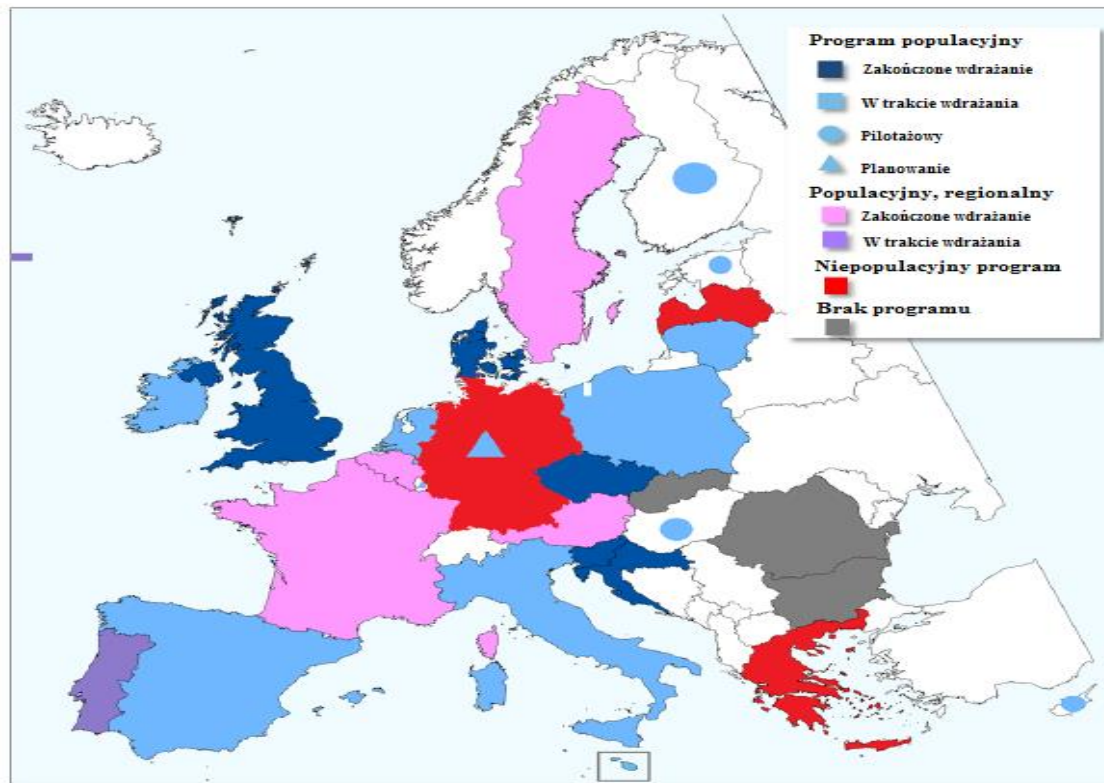 Program populacyjny
Zakończone wdrażanie
W trakcie wdrażania
Pilotażowy
Planowanie
Populacyjny, regionalny
Zakończone wdrażanie
W trakcie wdrażania
Niepopulacyjny program
Brak programu